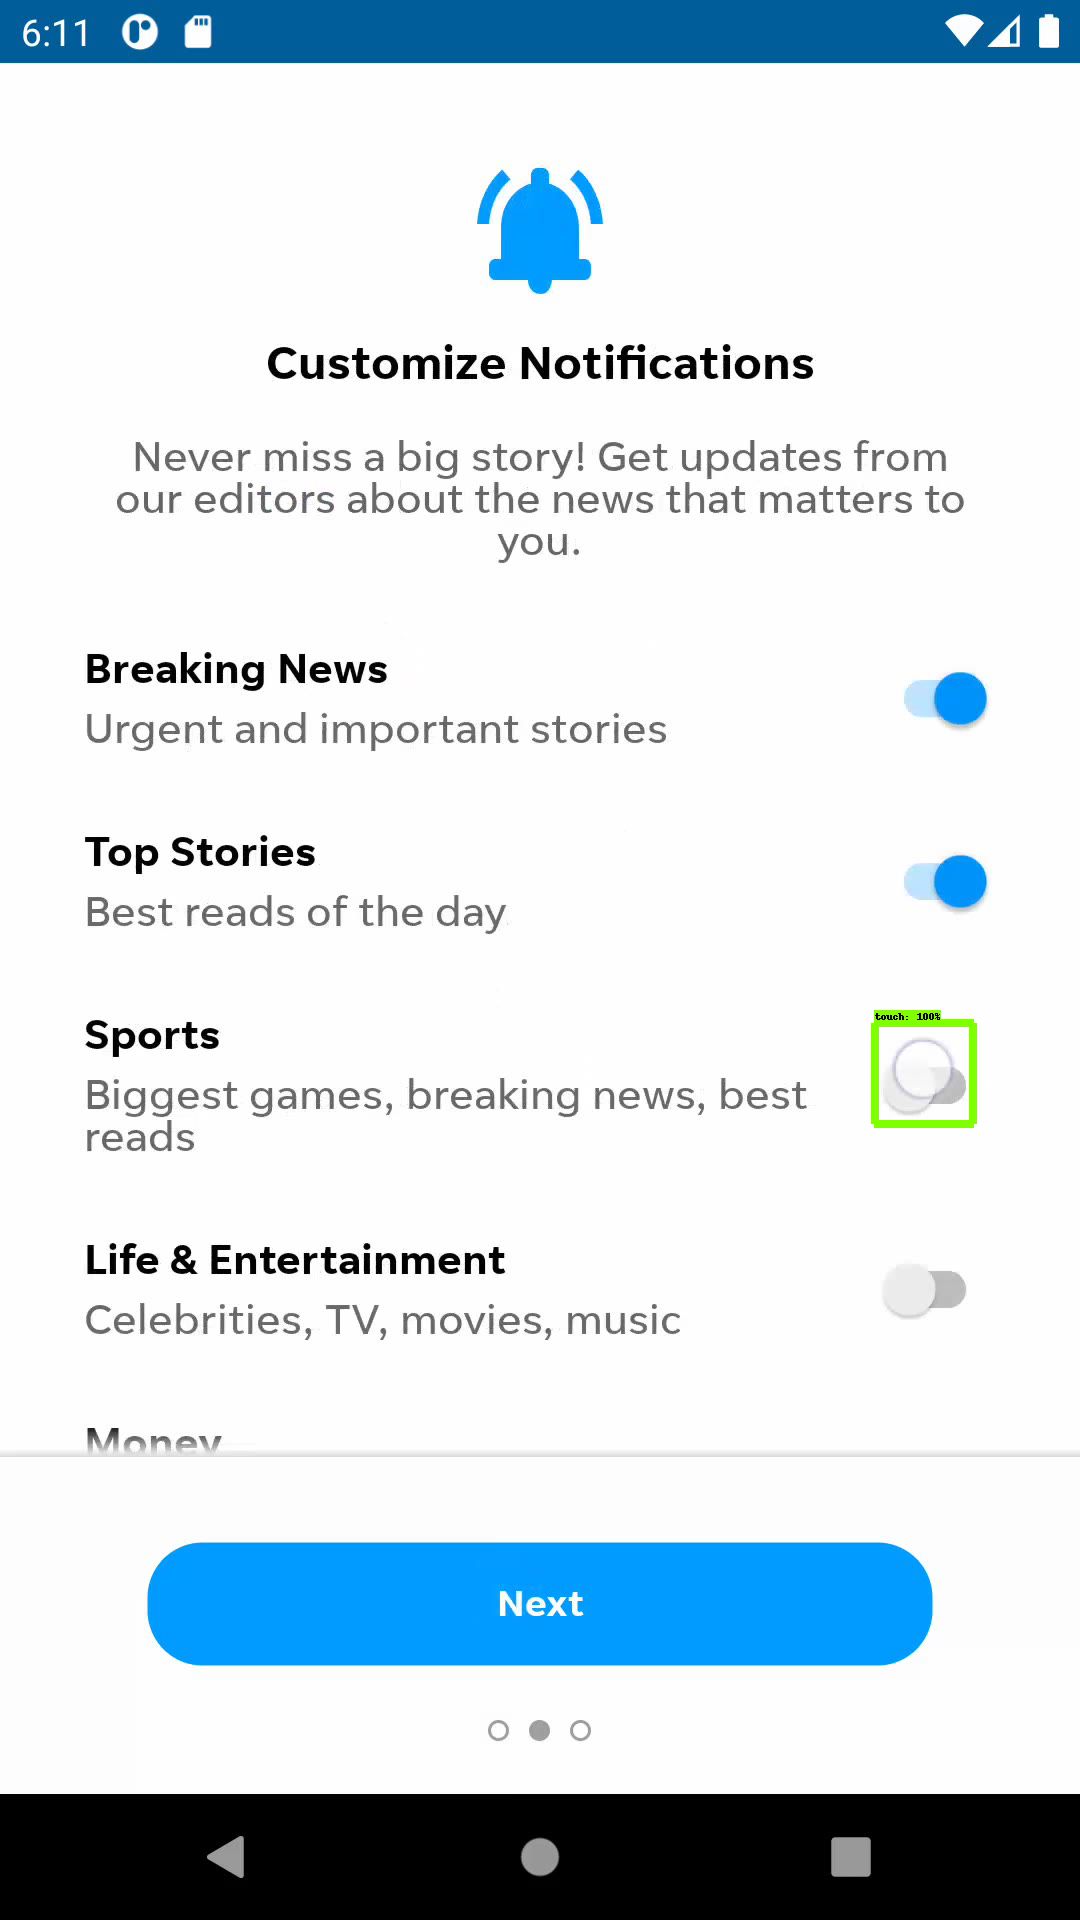 6:11
Customize Notifications
Never miss a big story! Get updates from
our editors about the news that matters to
you.
Breaking News
Urgent and important stories
Top Stories
Best reads of the day
touch: 100%
Sports
Biggest games, breaking news, best
reads
Life & Entertainment
Celebrities, TV, movies, music
Money
Next